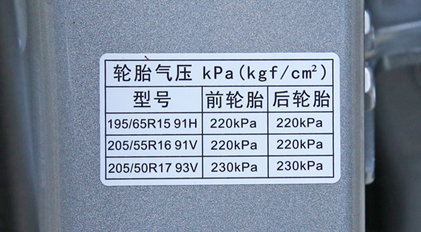 轮胎气压 kPa(kgf/cm²)
型号 前轮胎 后轮胎
195/65R15 91H 220kPa 220kPa
205/55R16 91V 220kPa 220kPa
205/50R17 93V 230kPa 230kPa